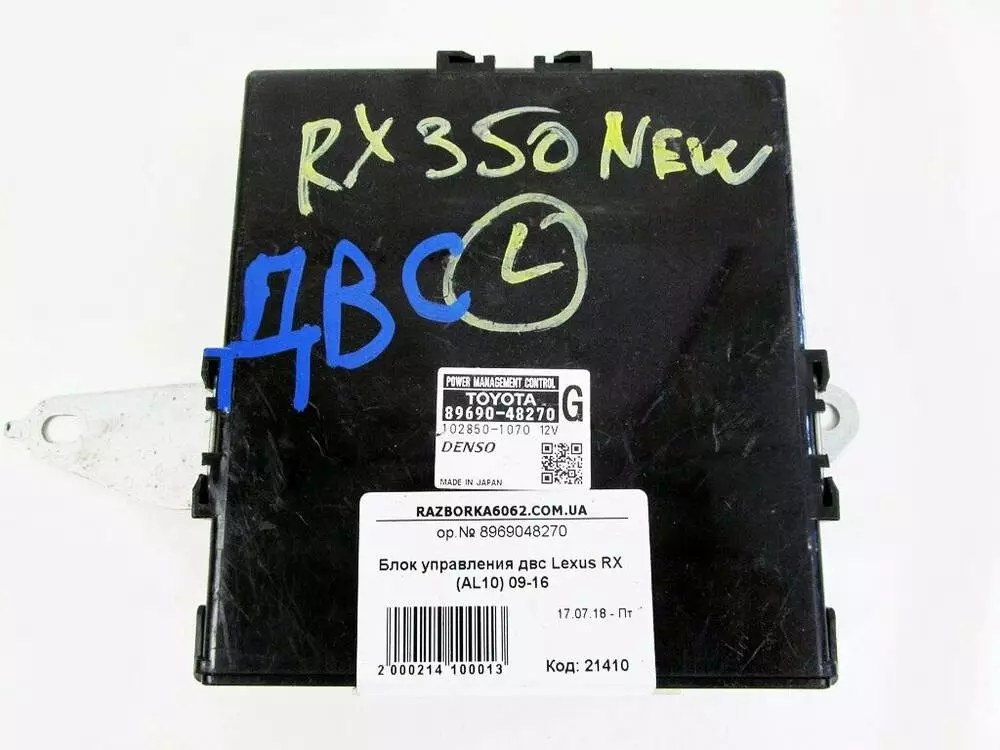 RX 350 NEW
L
ДВС
POWER MANAGEMENT CONTROL
TOYOTA
89690-48270 G
102850-1070 12V
DENSO
MADE IN JAPAN
RAZBORKA6062.COM.UA
ор.№ 8969048270
Блок управления двс Lexus RX
(AL10) 09-16
17.07.18 - Пт
2 000214 100013
Код: 21410